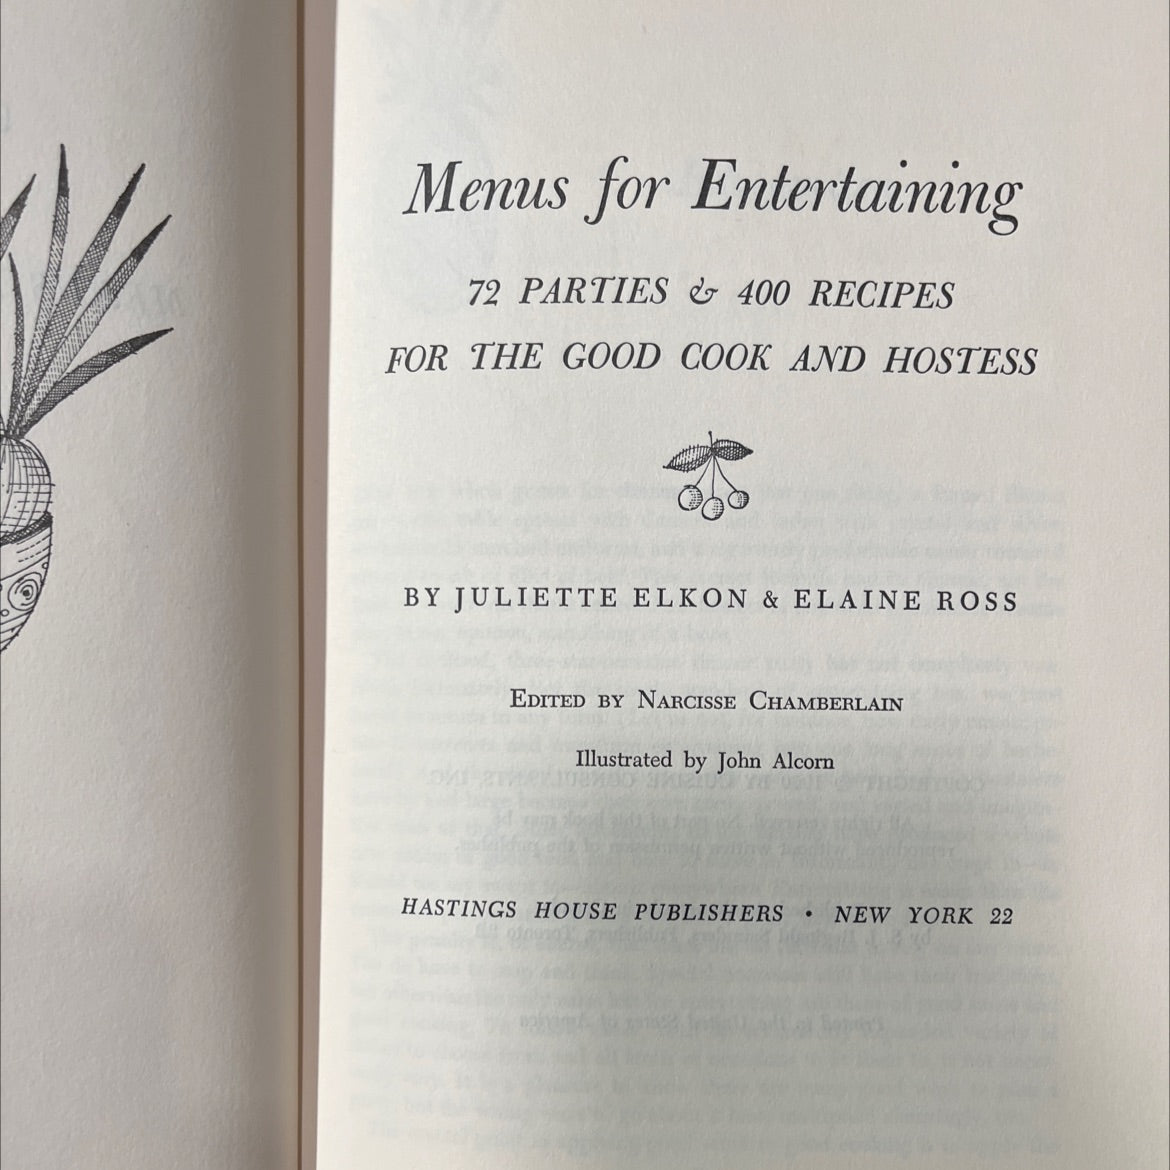 Menus for Entertaining
72 PARTIES & 400 RECIPES
FOR THE GOOD COOK AND HOSTESS
BY JULIETTE ELKON & ELAINE ROSS
EDITED BY NARCISSE CHAMBERLAIN
Illustrated by John Alcorn
HASTINGS HOUSE PUBLISHERS • NEW YORK 22